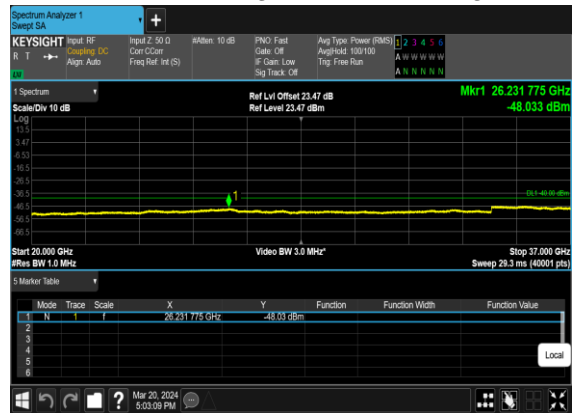 Spectrum Analyzer 1
Swept SA
+
KEYSIGHT Input: RF Input Z: 50 Ω #Atten: 10 dB PNO: Fast Avg Type: Power (RMS) 1 2 3 4 5 6
R T Coupling: DC Corr CCorr Gate: Off Avg|Hold: 100/100 A W W W W W
Align: Auto Freq Ref: Int (S) IF Gain: Low Trig: Free Run
Sig Track: Off A N N N N N
1 Spectrum Ref Lvl Offset 23.47 dB Mkr1 26.231 775 GHz
Scale/Div 10 dB Ref Level 23.47 dBm -48.033 dBm
Log
13.5
3.47
-6.53
-16.5
-26.5
-36.5 1 DL1 -40.00 dBm
-46.5
-56.5
-66.5
Start 20.000 GHz Video BW 3.0 MHz* Stop 37.000 GHz
#Res BW 1.0 MHz Sweep 29.3 ms (40001 pts)
5 Marker Table
Mode Trace Scale X Y Function Function Width Function Value
1 N 1 f 26.231 775 GHz -48.03 dBm
2
3
4
5
6
Local
? Mar 20, 2024
5:03:09 PM